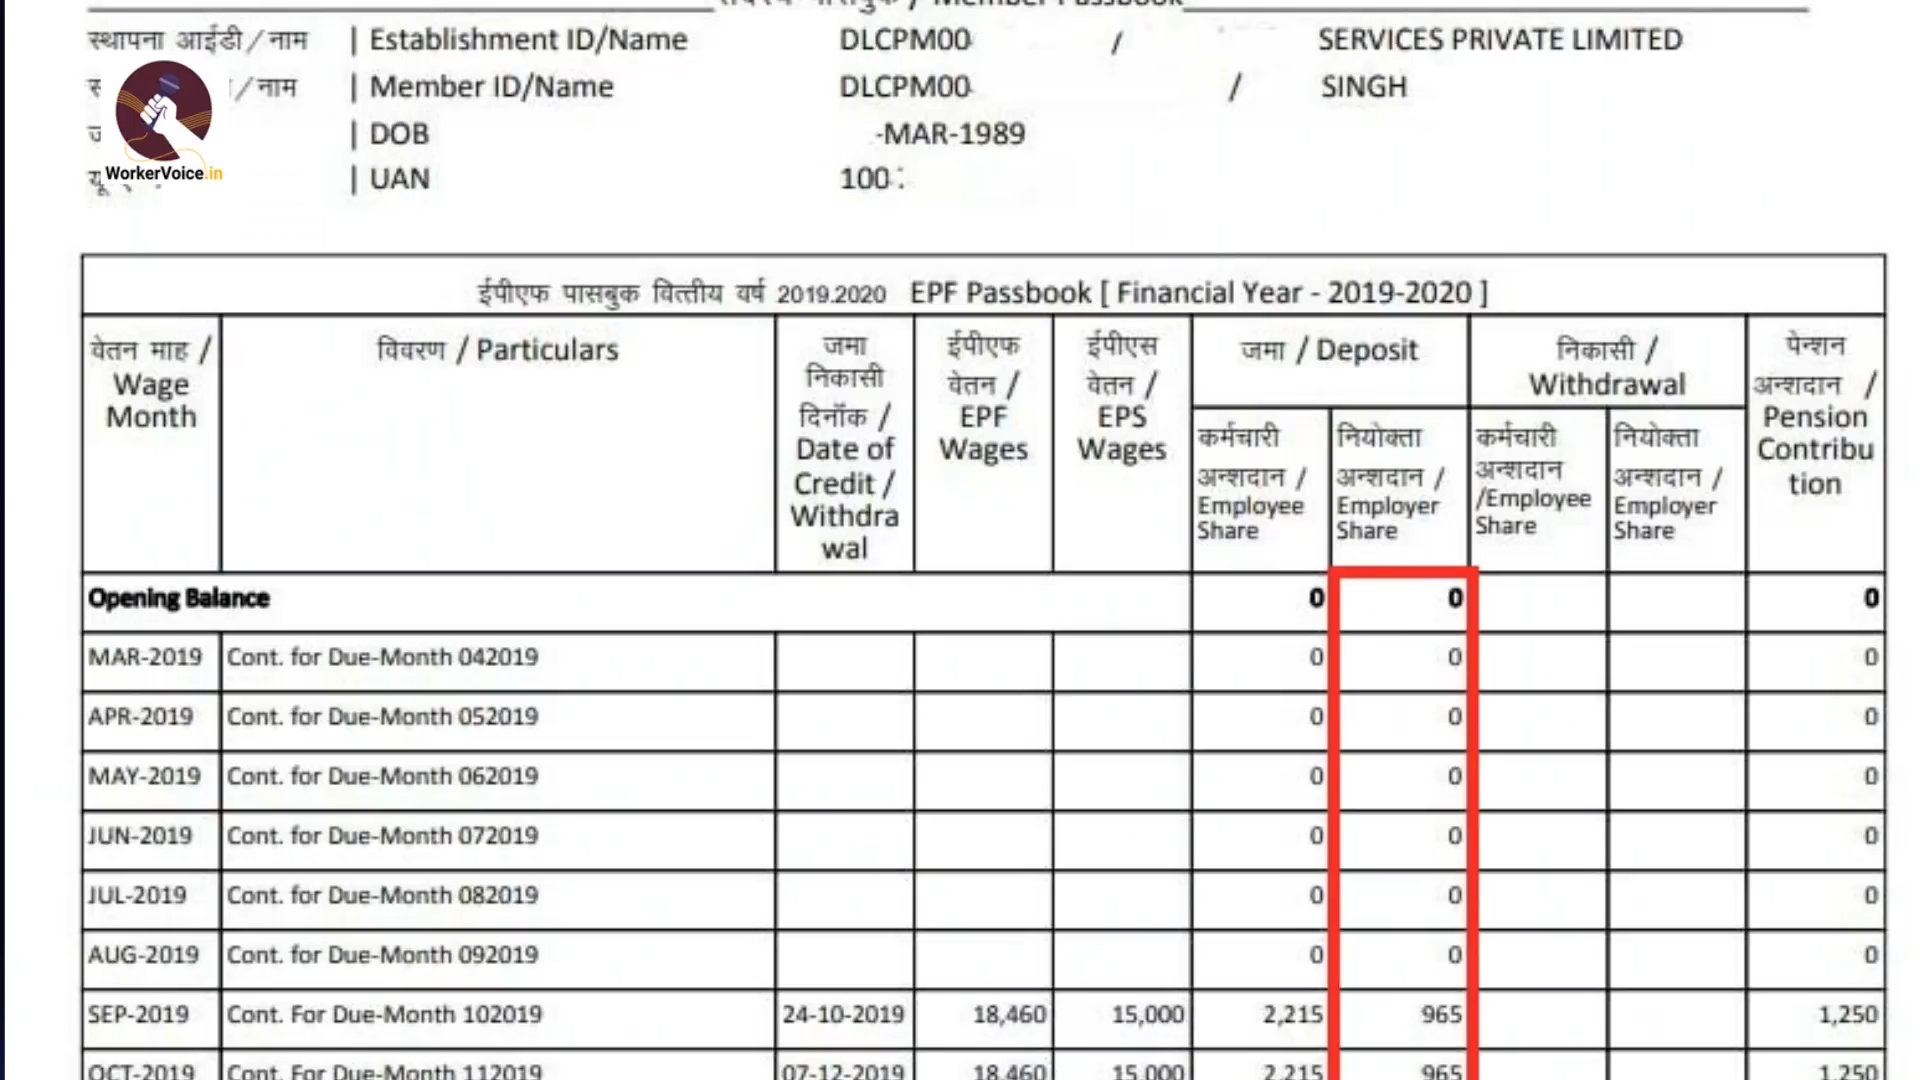 Member Passbook
स्थापना आईडी / नाम | Establishment ID/Name DLCPM00 / SERVICES PRIVATE LIMITED
/ नाम | Member ID/Name DLCPM00 / SINGH
| DOB -MAR-1989
WorkerVoice.in
| UAN 100
ईपीएफ पासबुक वित्तीय वर्ष 2019.2020 EPF Passbook [ Financial Year - 2019-2020 ]
वेतन माह /
Wage
Month
विवरण / Particulars
जमा
निकासी
दिनॉक /
Date of
Credit /
Withdra
wal
ईपीएफ
वेतन /
EPF
Wages
ईपीएस
वेतन /
EPS
Wages
जमा / Deposit
निकासी /
Withdrawal
पेन्शन
अन्शदान /
Pension
Contribu
tion
कर्मचारी
अन्शदान /
Employee
Share
नियोक्ता
अन्शदान /
Employer
Share
कर्मचारी
अन्शदान
/Employee
Share
नियोक्ता
अन्शदान /
Employer
Share
Opening Balance 0 0 0
MAR-2019 Cont. for Due-Month 042019 0 0 0
APR-2019 Cont. for Due-Month 052019 0 0 0
MAY-2019 Cont. for Due-Month 062019 0 0 0
JUN-2019 Cont. for Due-Month 072019 0 0 0
JUL-2019 Cont. for Due-Month 082019 0 0 0
AUG-2019 Cont. for Due-Month 092019 0 0 0
SEP-2019 Cont. For Due-Month 102019 24-10-2019 18,460 15,000 2,215 965 1,250
OCT-2019 Cont. For Due-Month 112019 07-12-2019 18,460 15,000 2,215 965 1,250